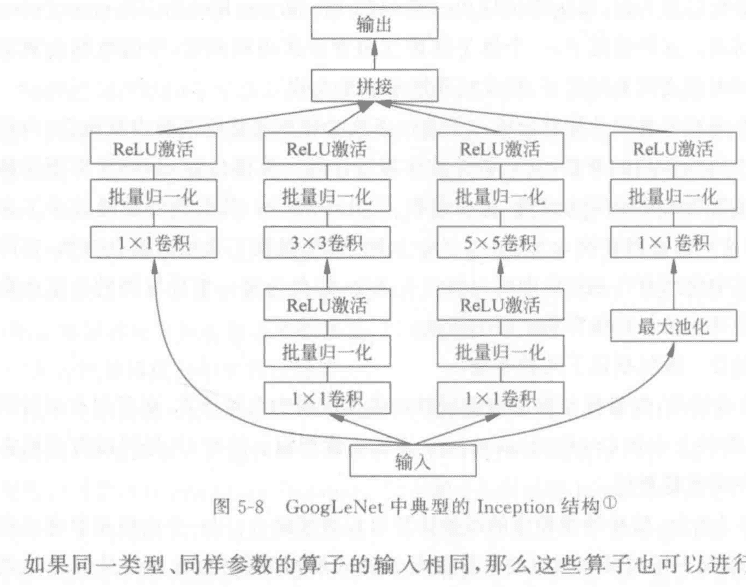 输出
拼接
ReLU激活 ReLU激活 ReLU激活 ReLU激活
批量归一化 批量归一化 批量归一化 批量归一化
1×1卷积 3×3卷积 5×5卷积 1×1卷积
ReLU激活 ReLU激活 最大池化
批量归一化 批量归一化
1×1卷积 1×1卷积
输入
图 5-8 GoogLeNet 中典型的 Inception 结构①
如果同一类型、同样参数的算子的输入相同,那么这些算子也可以进行